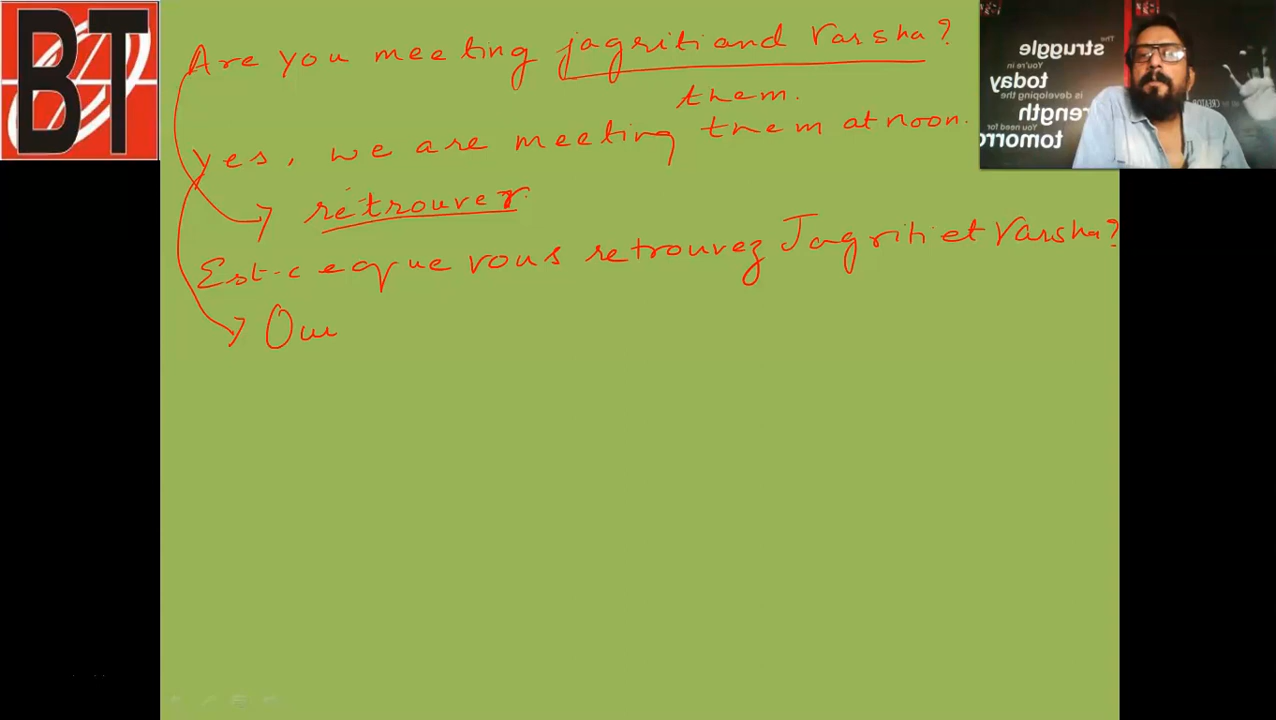 BT
Are you meeting jagriti and Varsha?
them.
Yes, we are meeting them at noon.
retrouver
Est-ce que vous retrouvez Jagriti et Varsha?
Oui
The
struggle
You're in
today
is developing the
strength
You need for
tomorro
CREATOR